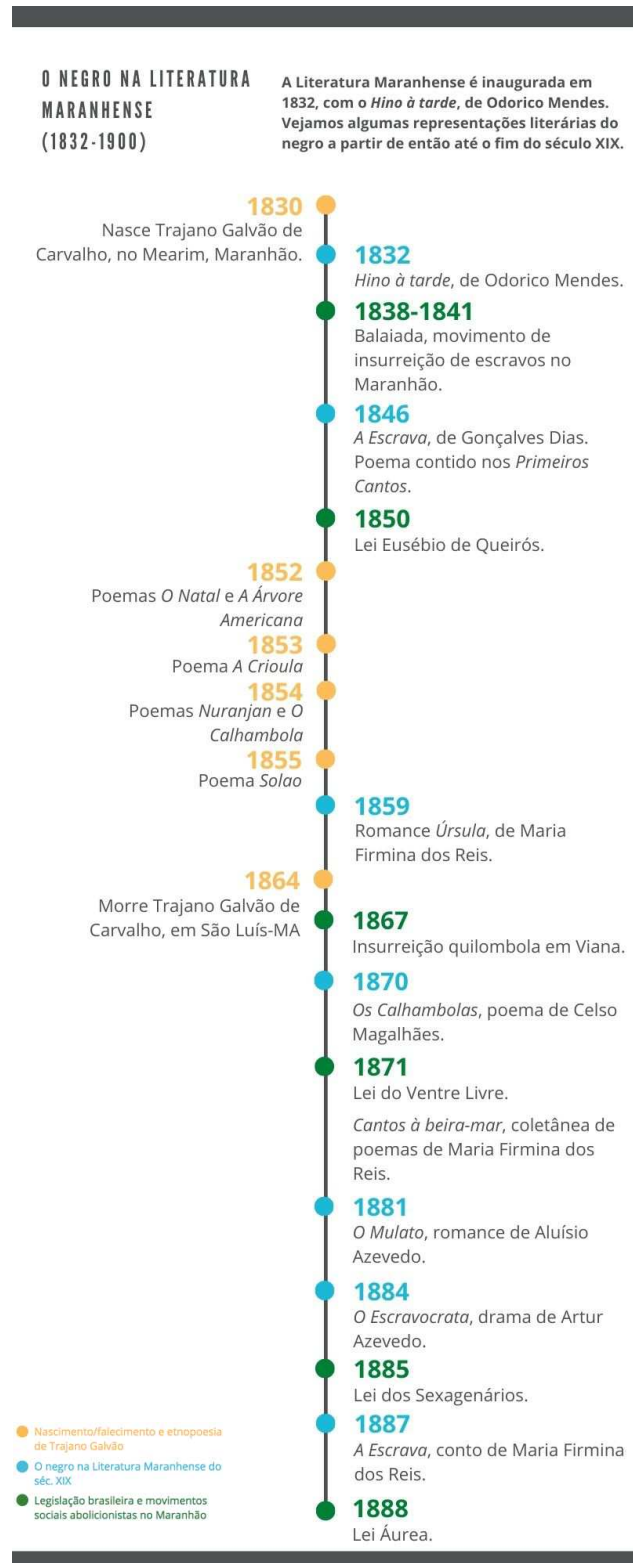 O NEGRO NA LITERATURA
MARANHENSE
(1832-1900)
A Literatura Maranhense é inaugurada em
1832, com o Hino à tarde, de Odorico Mendes.
Vejamos algumas representações literárias do
negro a partir de então até o fim do século XIX.
1830
Nasce Trajano Galvão de
Carvalho, no Mearim, Maranhão.
1832
Hino à tarde, de Odorico Mendes.
1838-1841
Balaiada, movimento de
insurreição de escravos no
Maranhão.
1846
A Escrava, de Gonçalves Dias.
Poema contido nos Primeiros
Cantos.
1850
Lei Eusébio de Queirós.
1852
Poemas O Natal e A Árvore
Americana
1853
Poema A Crioula
1854
Poemas Nuranjan e O
Calhambola
1855
Poema Solao
1859
Romance Úrsula, de Maria
Firmina dos Reis.
1864
Morre Trajano Galvão de
Carvalho, em São Luís-MA
1867
Insurreição quilombola em Viana.
1870
Os Calhambolas, poema de Celso
Magalhães.
1871
Lei do Ventre Livre.
Cantos à beira-mar, coletânea de
poemas de Maria Firmina dos
Reis.
1881
O Mulato, romance de Aluísio
Azevedo.
1884
O Escravocrata, drama de Artur
Azevedo.
1885
Lei dos Sexagenários.
1887
A Escrava, conto de Maria Firmina
dos Reis.
1888
Lei Áurea.
Nascimento/falecimento e etnopoesia
de Trajano Galvão
O negro na Literatura Maranhense do
séc. XIX
Legislação brasileira e movimentos
sociais abolicionistas no Maranhão